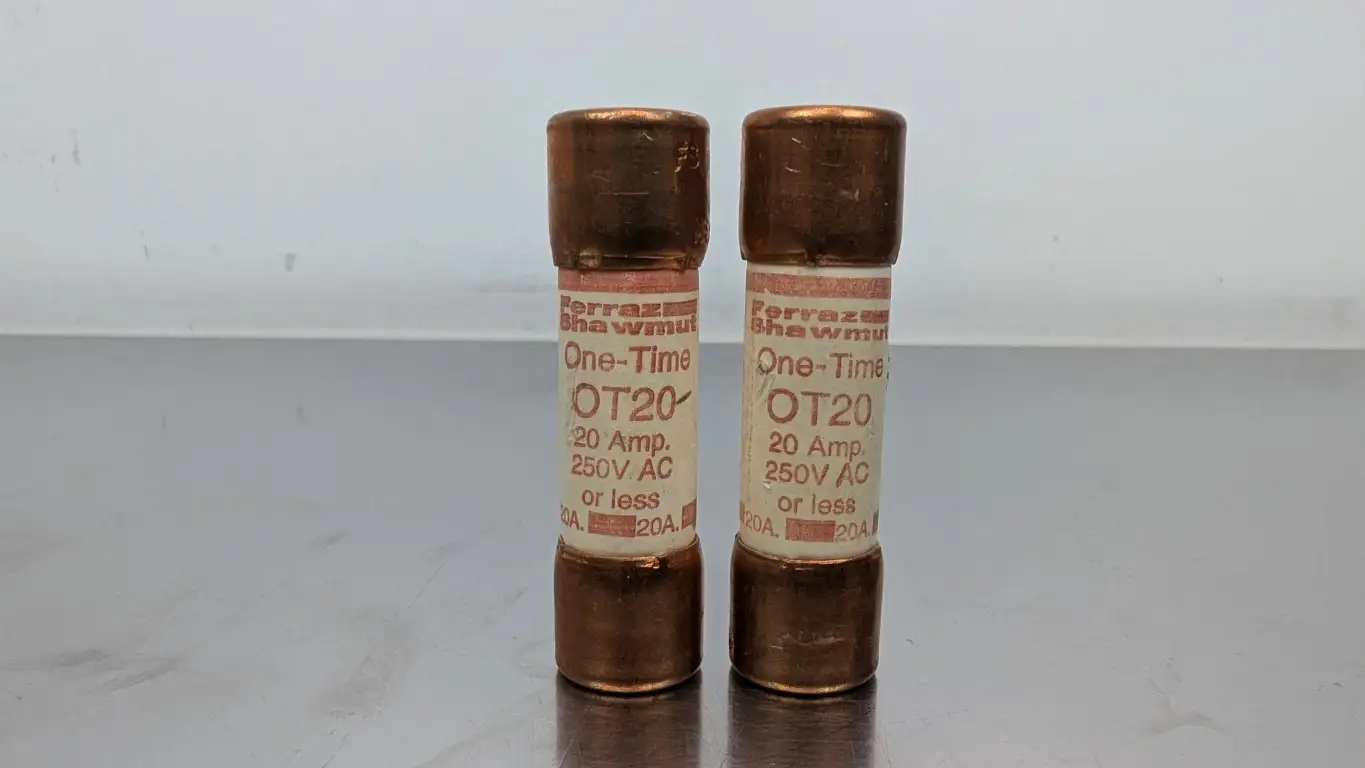 Ferraz
Shawmut
One-Time
OT20
20 Amp.
250V AC
or less
20A. 20A.
Ferraz
Shawmut
One-Time
OT20
20 Amp.
250V AC
or less
20A. 20A.